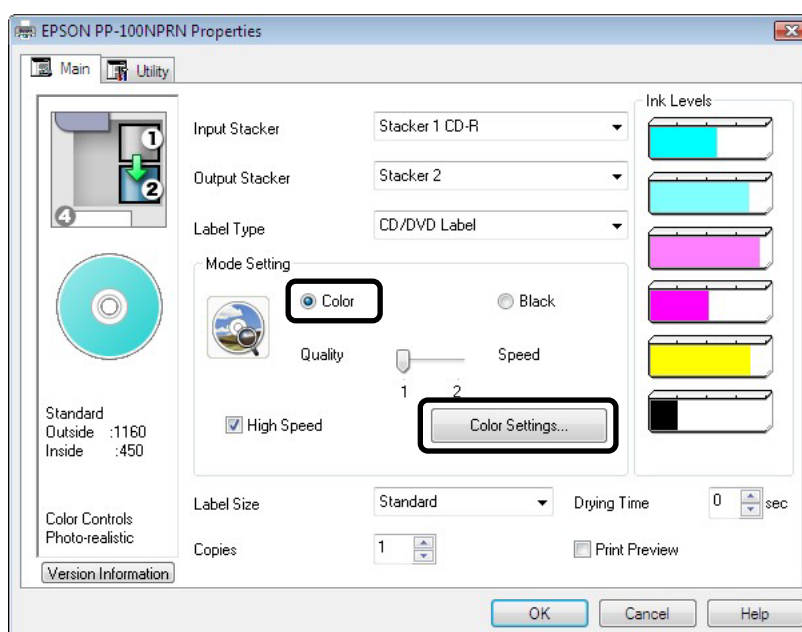 EPSON PP-100NPRN Properties
Main
Utility
1
2
4
Standard
Outside :1160
Inside :450
Color Controls
Photo-realistic
Version Information
Input Stacker
Stacker 1 CD-R
Output Stacker
Stacker 2
Label Type
CD/DVD Label
Mode Setting
Color
Black
Quality
Speed
1 2
High Speed
Color Settings...
Label Size
Standard
Drying Time
0
sec
Copies
1
Print Preview
Ink Levels
OK
Cancel
Help